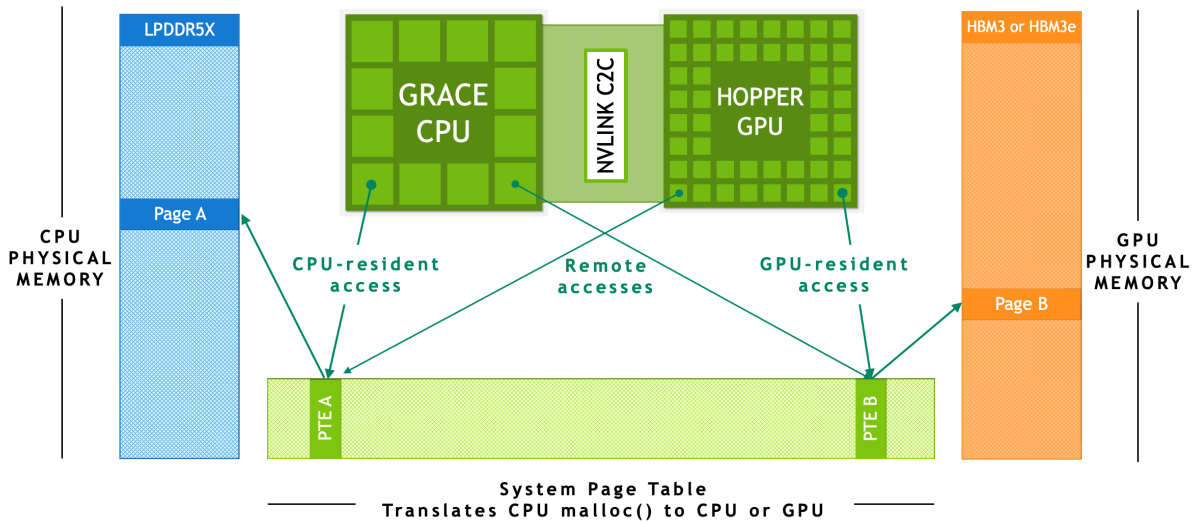 LPDDR5X
GRACE
CPU
NVLINK C2C
HOPPER
GPU
HBM3 or HBM3e
Page A
CPU
PHYSICAL
MEMORY
CPU-resident
access
Remote
accesses
GPU-resident
access
GPU
PHYSICAL
MEMORY
Page B
PTE A
PTE B
System Page Table
Translates CPU malloc() to CPU or GPU